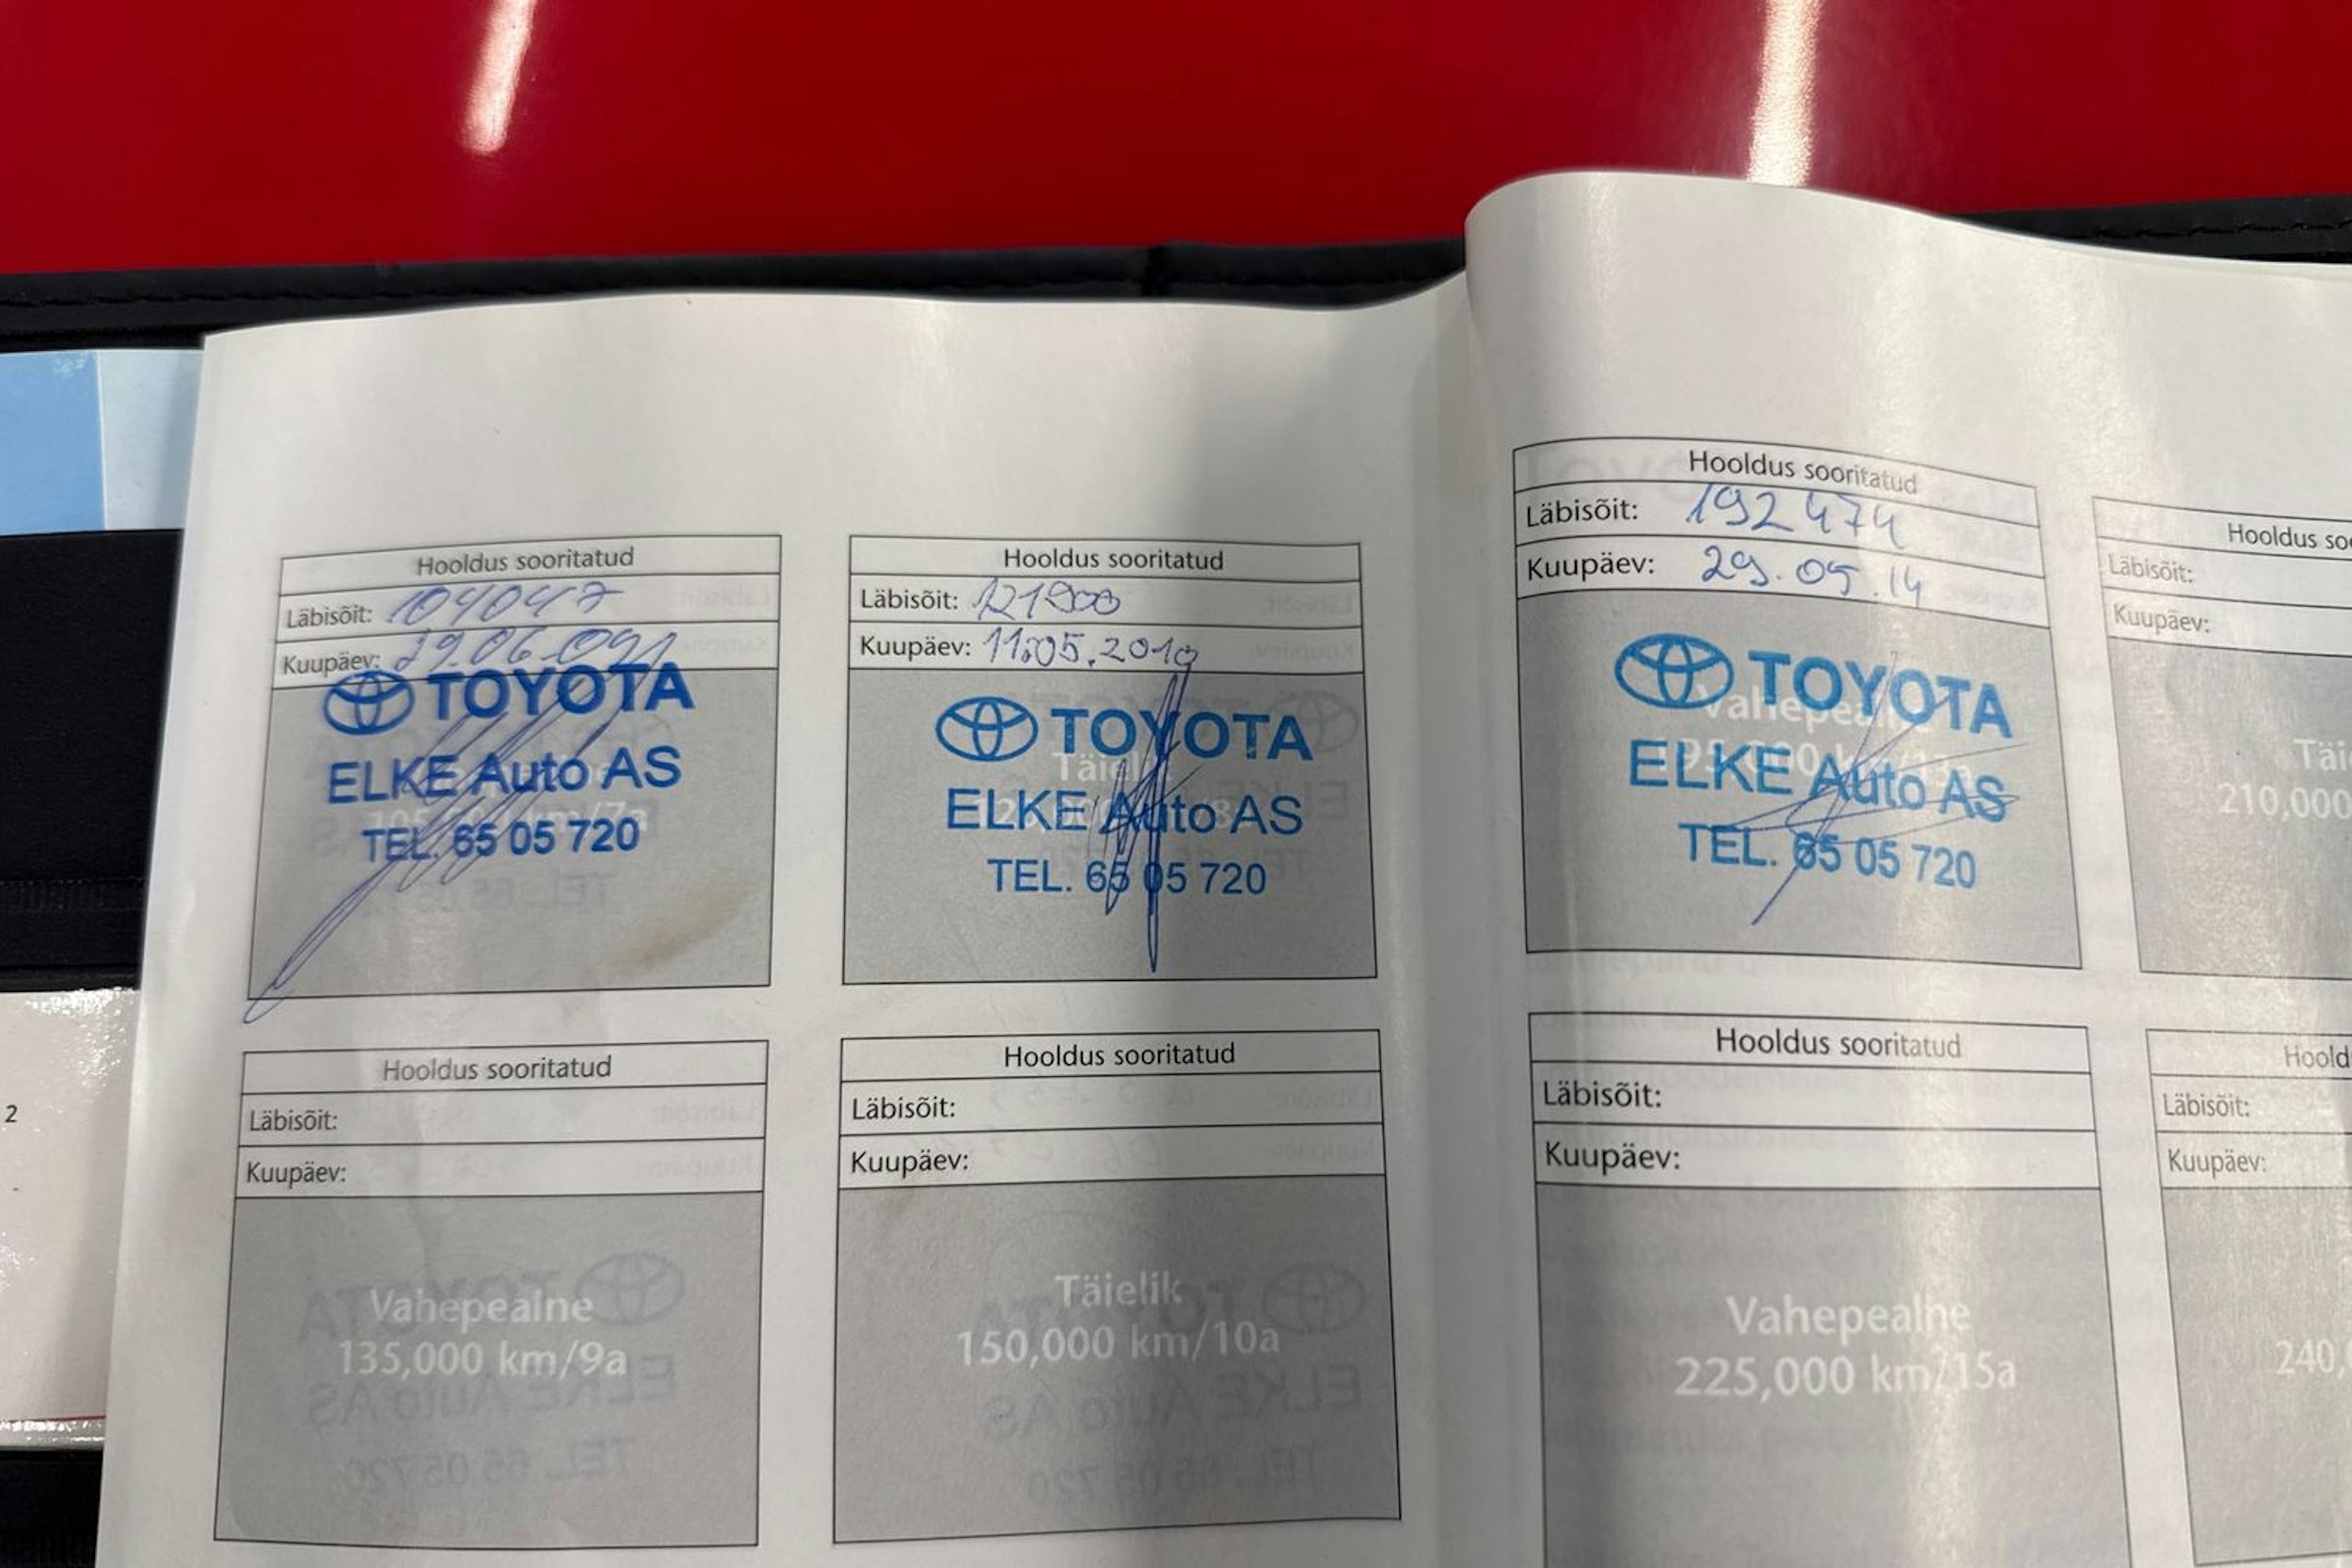 Hooldus sooritatud
Läbisõit: 104047
Kuupäev: 29.06.09
TOYOTA
ELKE Auto AS
TEL. 65 05 720
Hooldus sooritatud
Läbisõit: 121900
Kuupäev: 11.05.2010
Täielik
TOYOTA
ELKE Auto AS
TEL. 65 05 720
Hooldus sooritatud
Läbisõit: 192474
Kuupäev: 29.05.14
Vahepealne
TOYOTA
ELKE Auto AS
TEL. 65 05 720
Läbisõit:
Kuupäev:
210,000
Hooldus sooritatud
Läbisõit:
Kuupäev:
Vahepealne
135,000 km/9a
Hooldus sooritatud
Läbisõit:
Kuupäev:
Täielik
150,000 km/10a
Hooldus sooritatud
Läbisõit:
Kuupäev:
Vahepealne
225,000 km/15a
Läbisõit:
Kuupäev:
2